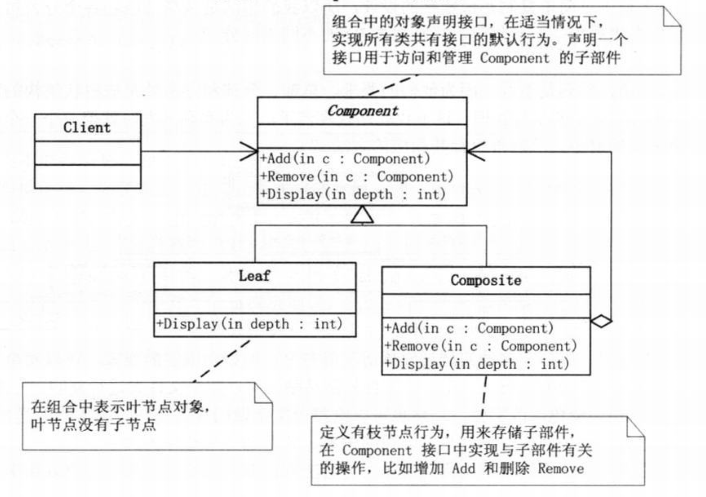 组合中的对象声明接口，在适当情况下，
实现所有类共有接口的默认行为。声明一个
接口用于访问和管理 Component 的子部件
Component
Client
+Add(in c : Component)
+Remove(in c : Component)
+Display(in depth : int)
Leaf
+Display(in depth : int)
Composite
+Add(in c : Component)
+Remove(in c : Component)
+Display(in depth : int)
在组合中表示叶节点对象，
叶节点没有子节点
定义有枝节点行为，用来存储子部件，
在 Component 接口中实现与子部件有关
的操作，比如增加 Add 和删除 Remove